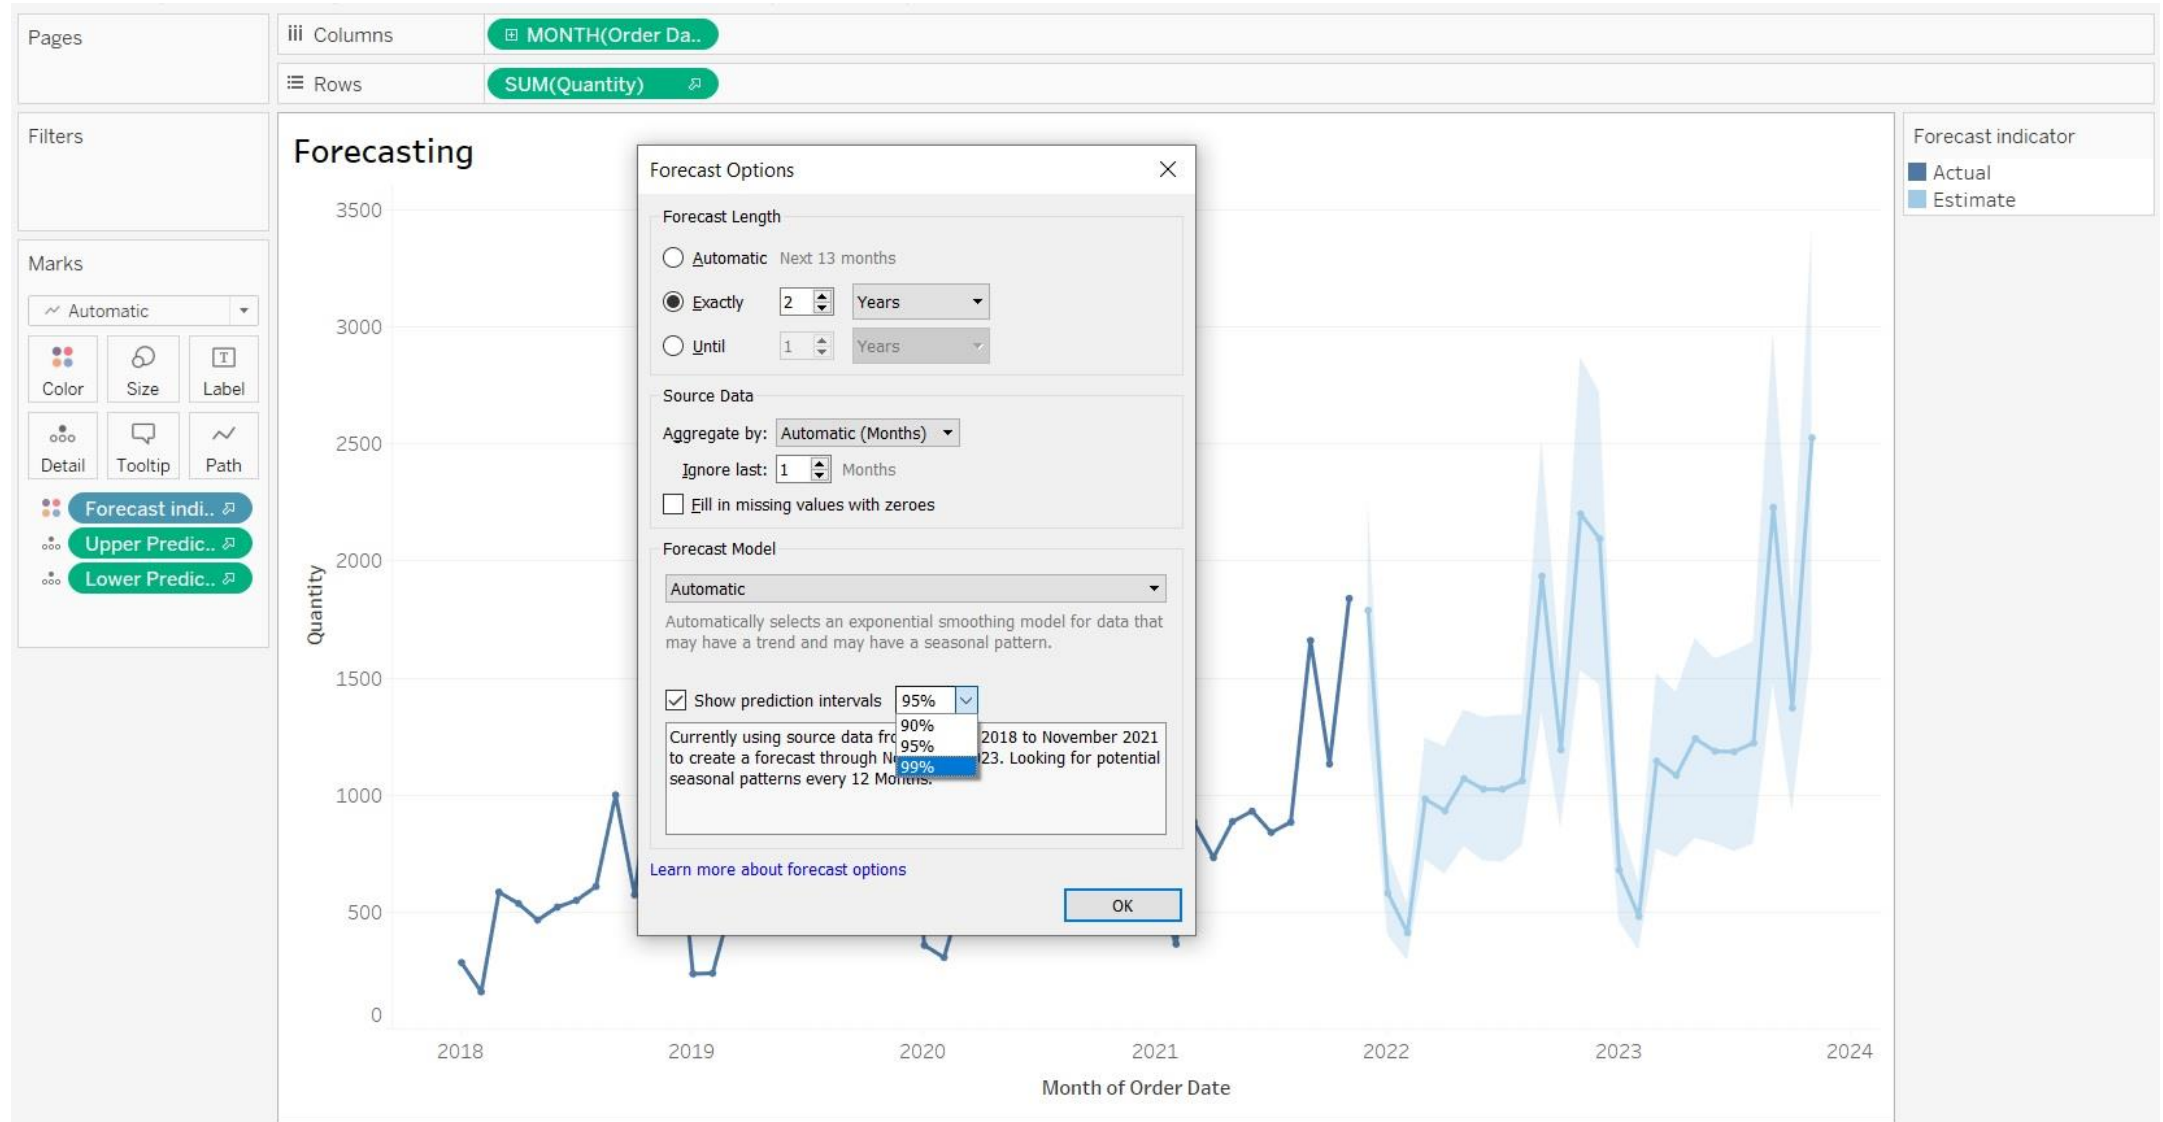 Pages
Columns
MONTH(Order Da..
Rows
SUM(Quantity)
Filters
Marks
Automatic
Color
Size
Label
Detail
Tooltip
Path
Forecast indi..
Upper Predic..
Lower Predic..
Forecasting
3500
3000
2500
2000
1500
1000
500
0
Quantity
2018
2019
2020
2021
2022
2023
2024
Month of Order Date
Forecast Options
Forecast Length
Automatic Next 13 months
Exactly 2 Years
Until 1 Years
Source Data
Aggregate by: Automatic (Months)
Ignore last: 1 Months
Fill in missing values with zeroes
Forecast Model
Automatic
Automatically selects an exponential smoothing model for data that
may have a trend and may have a seasonal pattern.
Show prediction intervals 95%
90%
95%
99%
Currently using source data 2018 to November 2021
to create a forecast through 23. Looking for potential
seasonal patterns every 12 Months.
Learn more about forecast options
OK
Forecast indicator
Actual
Estimate